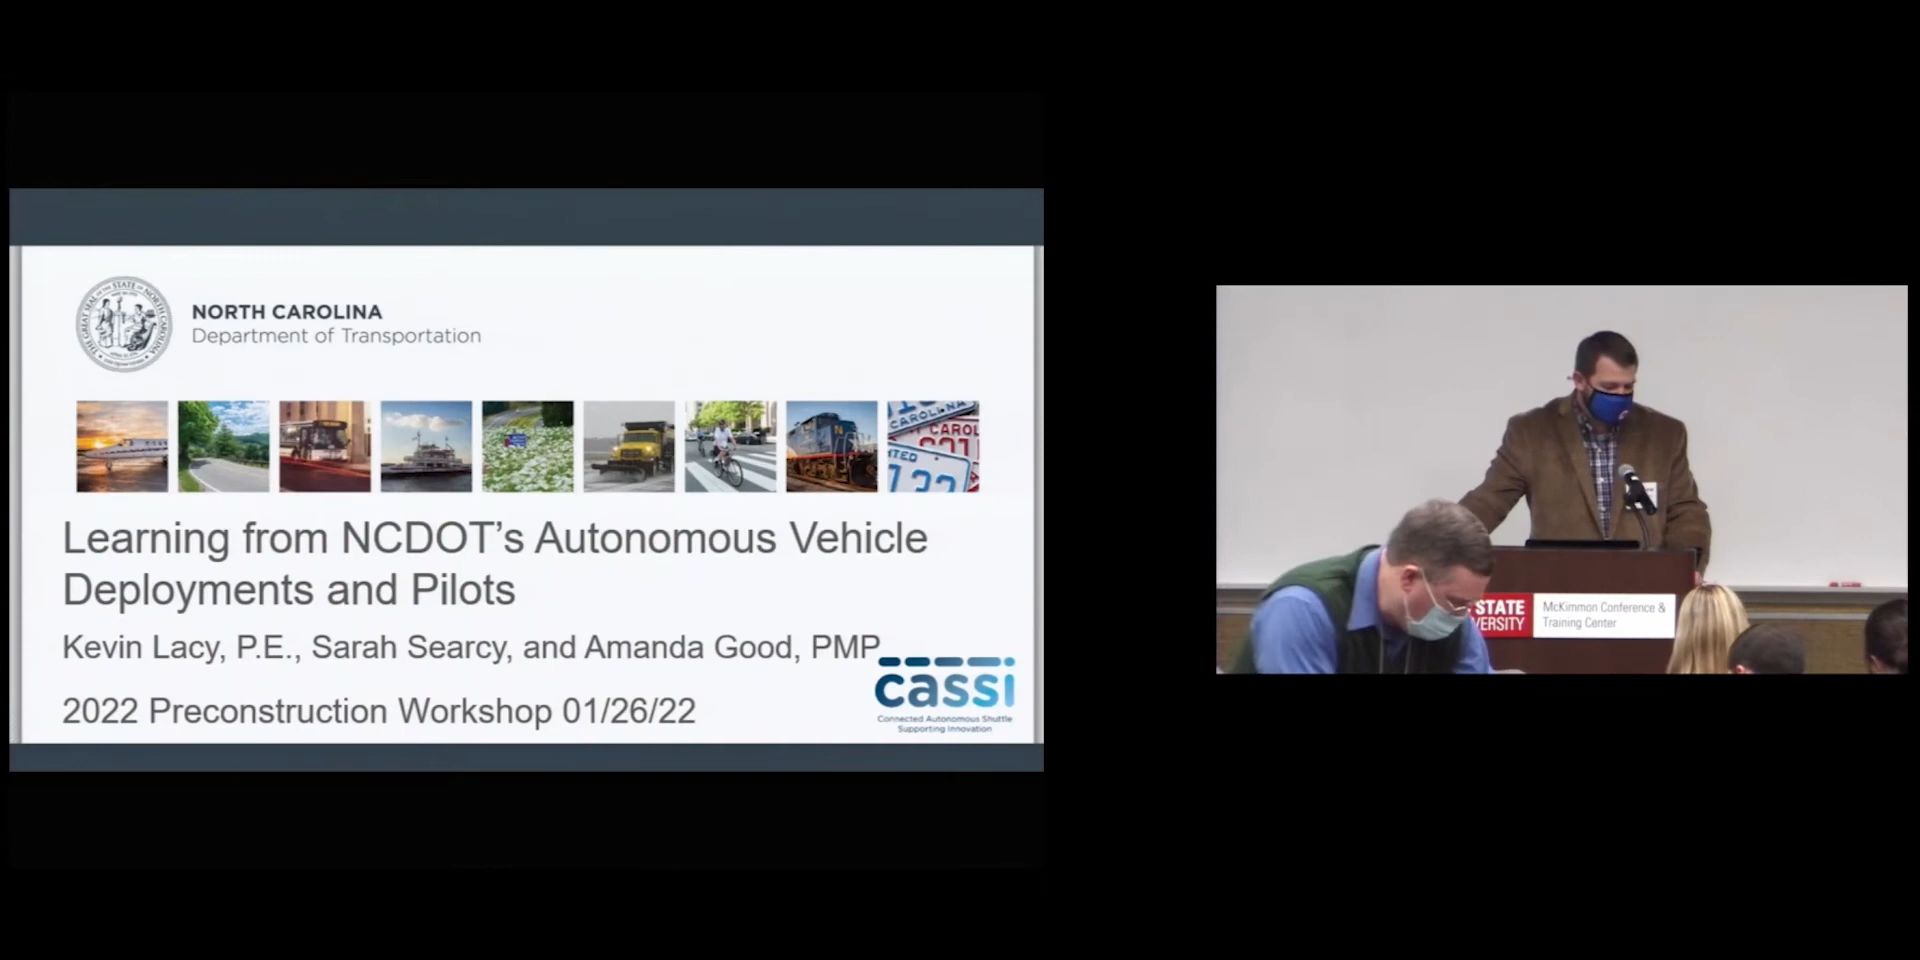 NORTH CAROLINA
Department of Transportation
Learning from NCDOT’s Autonomous Vehicle
Deployments and Pilots
Kevin Lacy, P.E., Sarah Searcy, and Amanda Good, PMP
2022 Preconstruction Workshop 01/26/22
cassi
Connected Autonomous Shuttle
Supporting Innovation
STATE
McKimmon Conference &
Training Center